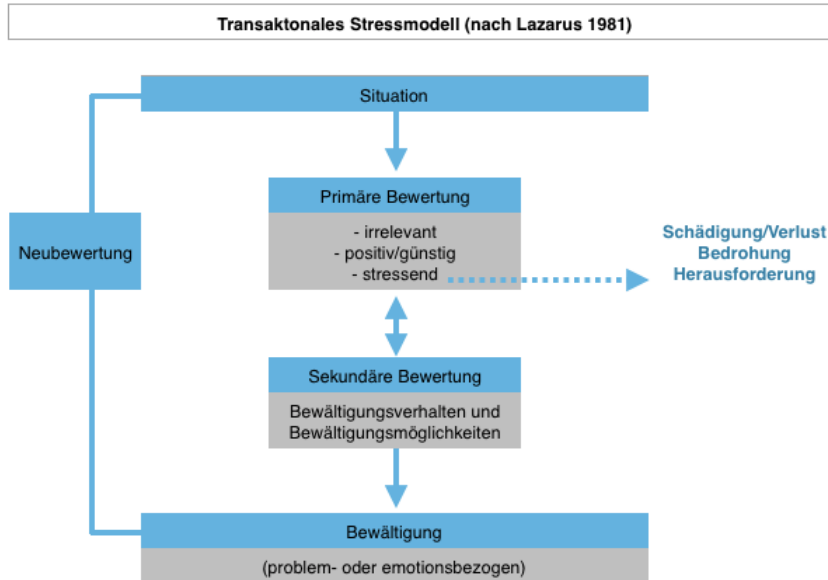 Transaktonales Stressmodell (nach Lazarus 1981)
Situation
Primäre Bewertung
- irrelevant
- positiv/günstig
- stressend
Schädigung/Verlust
Bedrohung
Herausforderung
Neubewertung
Sekundäre Bewertung
Bewältigungsverhalten und
Bewältigungsmöglichkeiten
Bewältigung
(problem- oder emotionsbezogen)